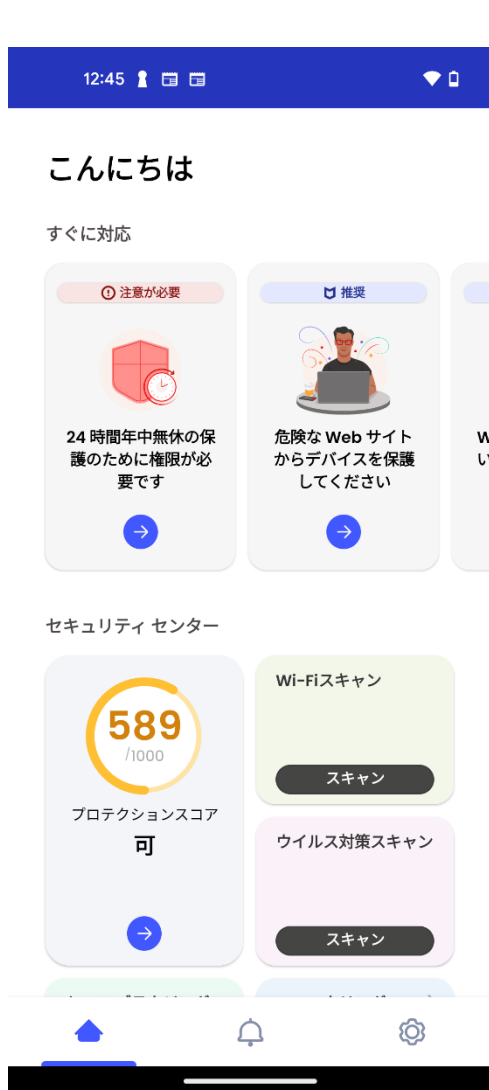 12:45
こんにちは
すぐに対応
注意が必要
24 時間年中無休の保
護のために権限が必
要です
推奨
危険な Web サイト
からデバイスを保護
してください
W
い
セキュリティ センター
589
/1000
プロテクションスコア
可
Wi-Fiスキャン
スキャン
ウイルス対策スキャン
スキャン